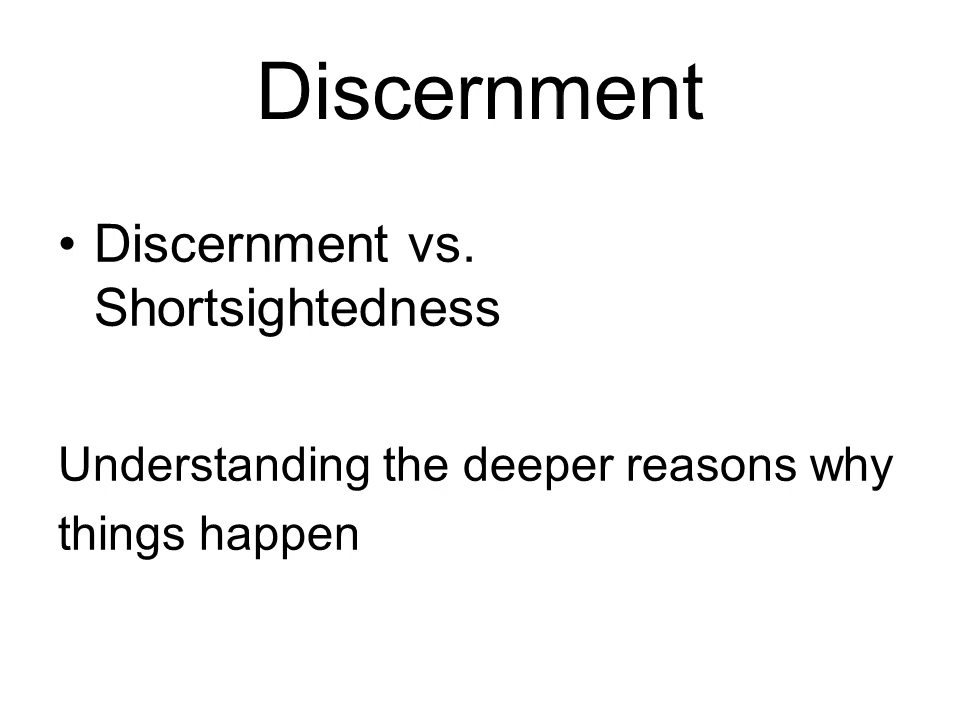 Discernment
• Discernment vs.
Shortsightedness
Understanding the deeper reasons why
things happen